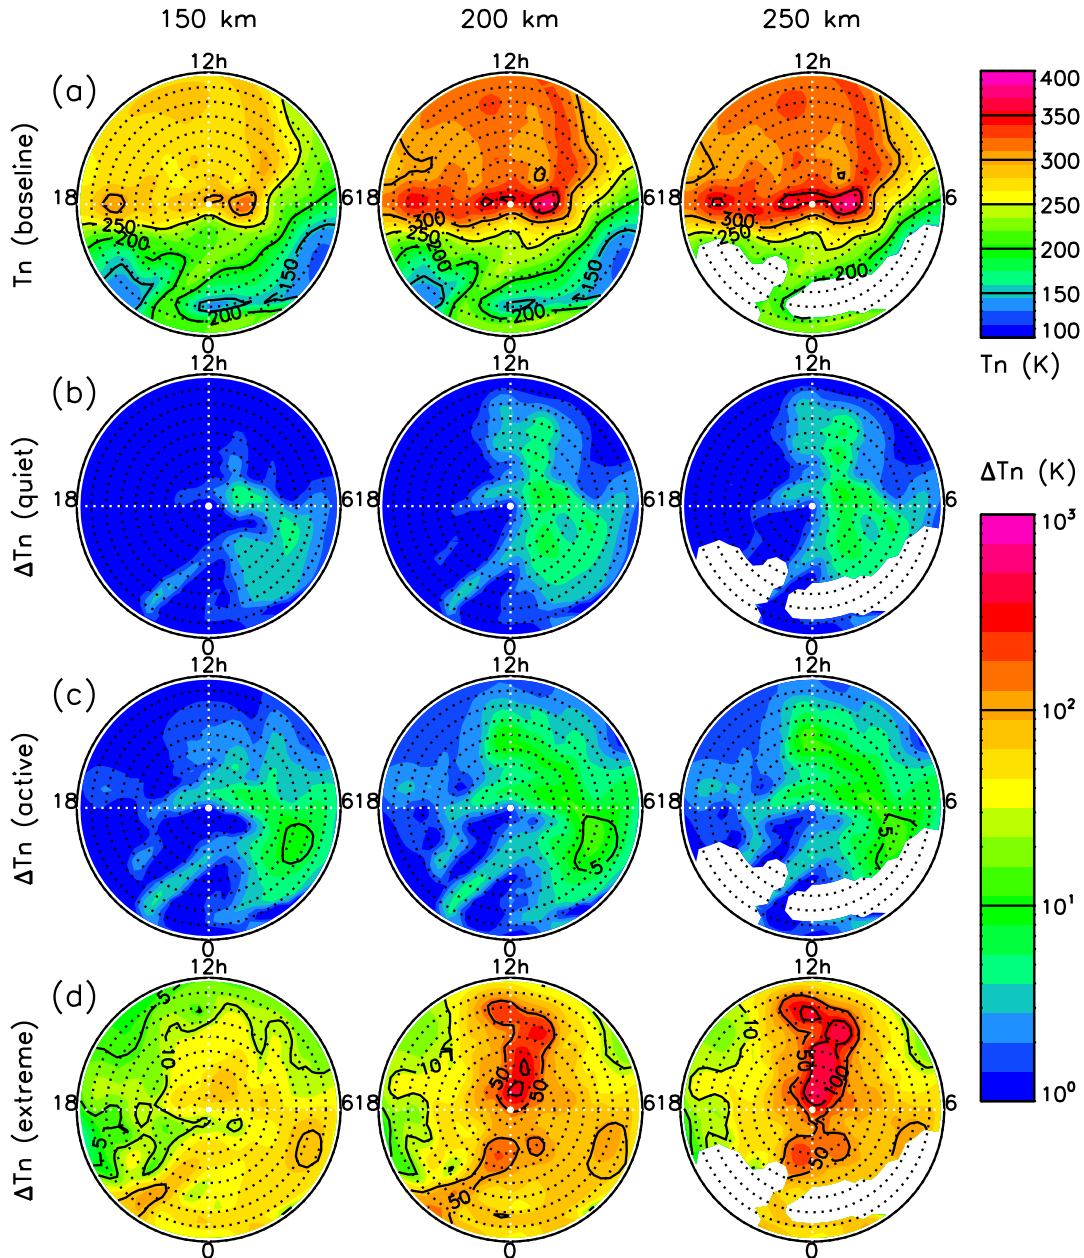 150 km 200 km 250 km
(a) 12h 12h 12h
Tn (baseline) 18 618 618 6
250 200 150 200
300 250 200 150 200
300 250 200
0 0 0
400
350
300
250
200
150
100
Tn (K)
(b) 12h 12h 12h
ΔTn (quiet) 18 618 618 6
0 0 0
ΔTn (K)
10³
10²
10¹
10⁰
(c) 12h 12h 12h
ΔTn (active) 18 618 618 6
5 5
0 0 0
(d) 12h 12h 12h
ΔTn (extreme) 18 618 618 6
5 10 5
10 50 50 50
10 50 100 50
0 0 0